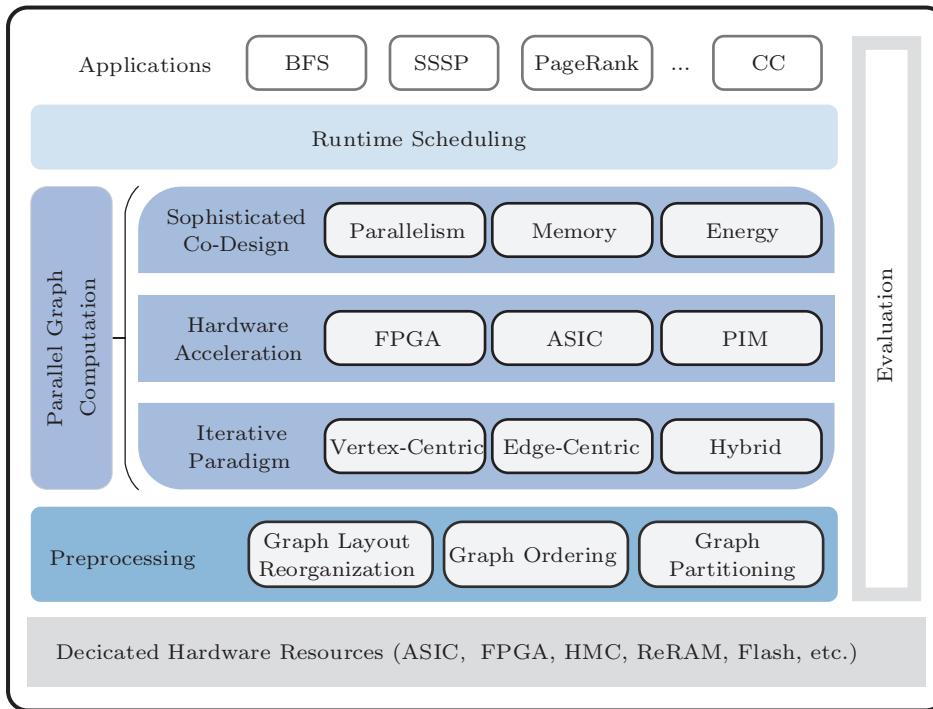 Applications BFS SSSP PageRank ... CC
Runtime Scheduling
Parallel Graph
Computation
Sophisticated
Co-Design
Parallelism Memory Energy
Hardware
Acceleration
FPGA ASIC PIM
Iterative
Paradigm
Vertex-Centric Edge-Centric Hybrid
Preprocessing
Graph Layout
Reorganization
Graph Ordering
Graph
Partitioning
Evaluation
Decicated Hardware Resources (ASIC, FPGA, HMC, ReRAM, Flash, etc.)